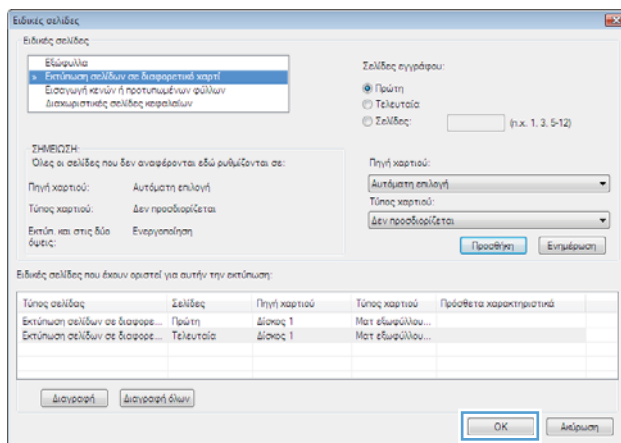 Ειδικές σελίδες
Ειδικές σελίδες
Εξώφυλλα
» Εκτύπωση σελίδων σε διαφορετικό χαρτί
Εισαγωγή κενών ή προτυπωμένων φύλλων
Διαχωριστικές σελίδες κεφαλαίων
Σελίδες εγγράφου:
Πρώτη
Τελευταία
Σελίδες:
(π.χ. 1, 3, 5-12)
ΣΗΜΕΙΩΣΗ:
Όλες οι σελίδες που δεν αναφέρονται εδώ ρυθμίζονται σε:
Πηγή χαρτιού: Αυτόματη επιλογή
Τύπος χαρτιού: Δεν προσδιορίζεται
Εκτύπ. και στις δύο όψεις: Ενεργοποίηση
Πηγή χαρτιού:
Αυτόματη επιλογή
Τύπος χαρτιού:
Δεν προσδιορίζεται
Προσθήκη Ενημέρωση
Ειδικές σελίδες που έχουν οριστεί για αυτήν την εκτύπωση:
Τύπος σελίδας Σελίδες Πηγή χαρτιού Τύπος χαρτιού Πρόσθετα χαρακτηριστικά
Εκτύπωση σελίδων σε διαφορε... Πρώτη Δίσκος 1 Ματ εξωφύλλου...
Εκτύπωση σελίδων σε διαφορε... Τελευταία Δίσκος 1 Ματ εξωφύλλου...
Διαγραφή Διαγραφή όλων
OK Ακύρωση